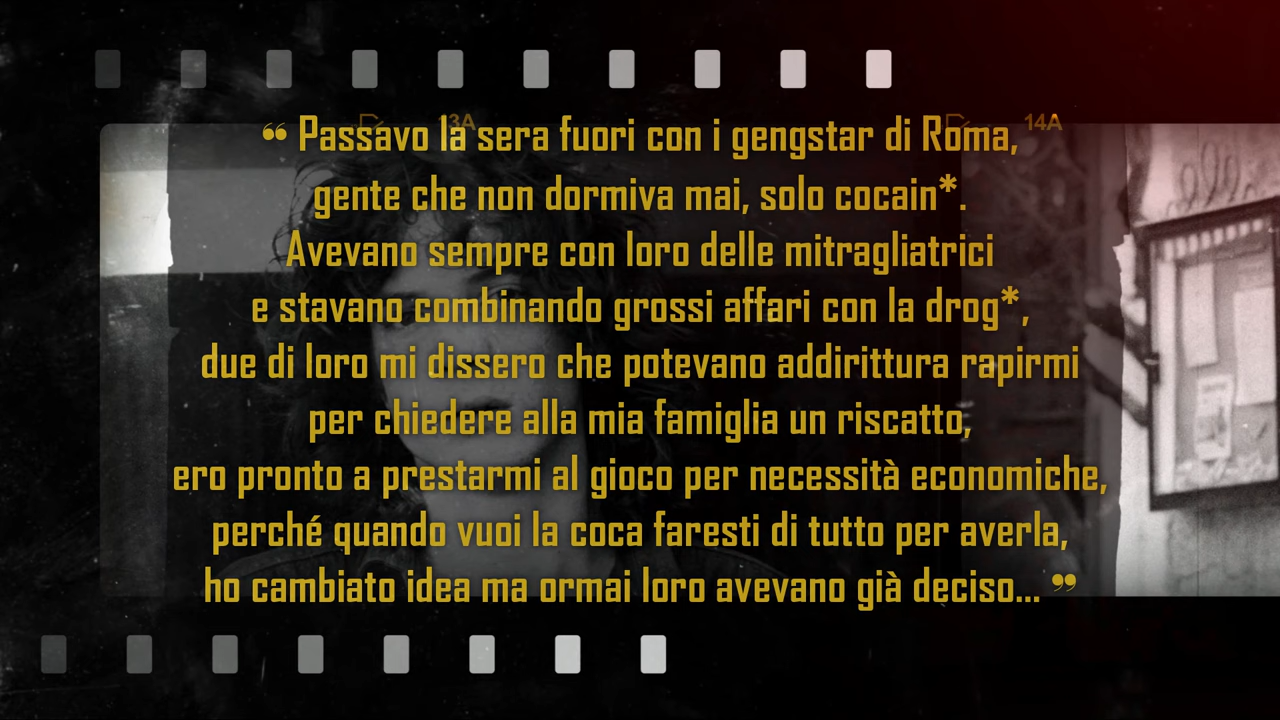 13A
14A
❝ Passavo la sera fuori con i gengstar di Roma,
gente che non dormiva mai, solo cocain*.
Avevano sempre con loro delle mitragliatrici
e stavano combinando grossi affari con la drog*,
due di loro mi dissero che potevano addirittura rapirmi
per chiedere alla mia famiglia un riscatto,
ero pronto a prestarmi al gioco per necessità economiche,
perché quando vuoi la coca faresti di tutto per averla,
ho cambiato idea ma ormai loro avevano già deciso... ❞